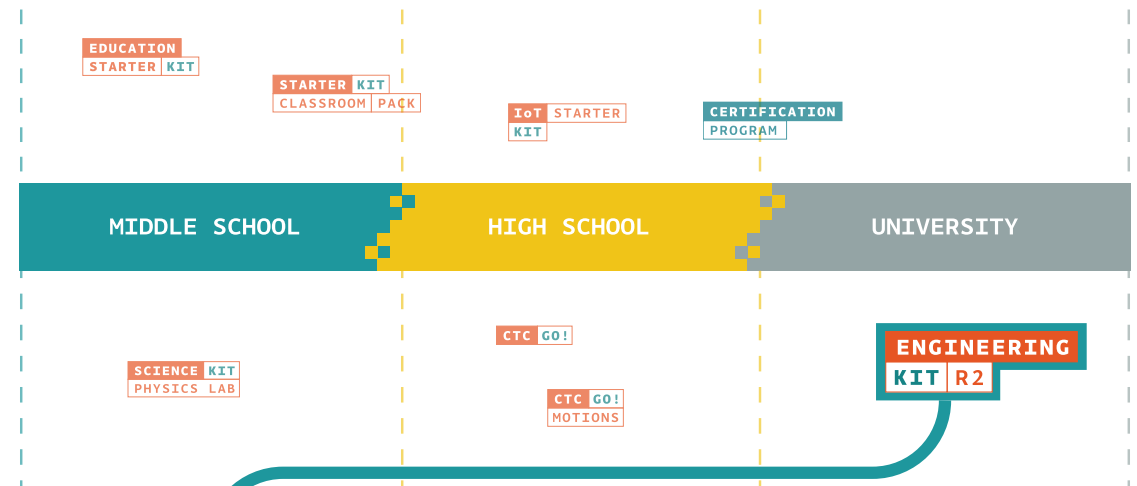 EDUCATION
STARTER KIT
STARTER KIT
CLASSROOM PACK
IoT STARTER
KIT
CERTIFICATION
PROGRAM
MIDDLE SCHOOL
HIGH SCHOOL
UNIVERSITY
CTC GO!
ENGINEERING
KIT R2
SCIENCE KIT
PHYSICS LAB
CTC GO!
MOTIONS